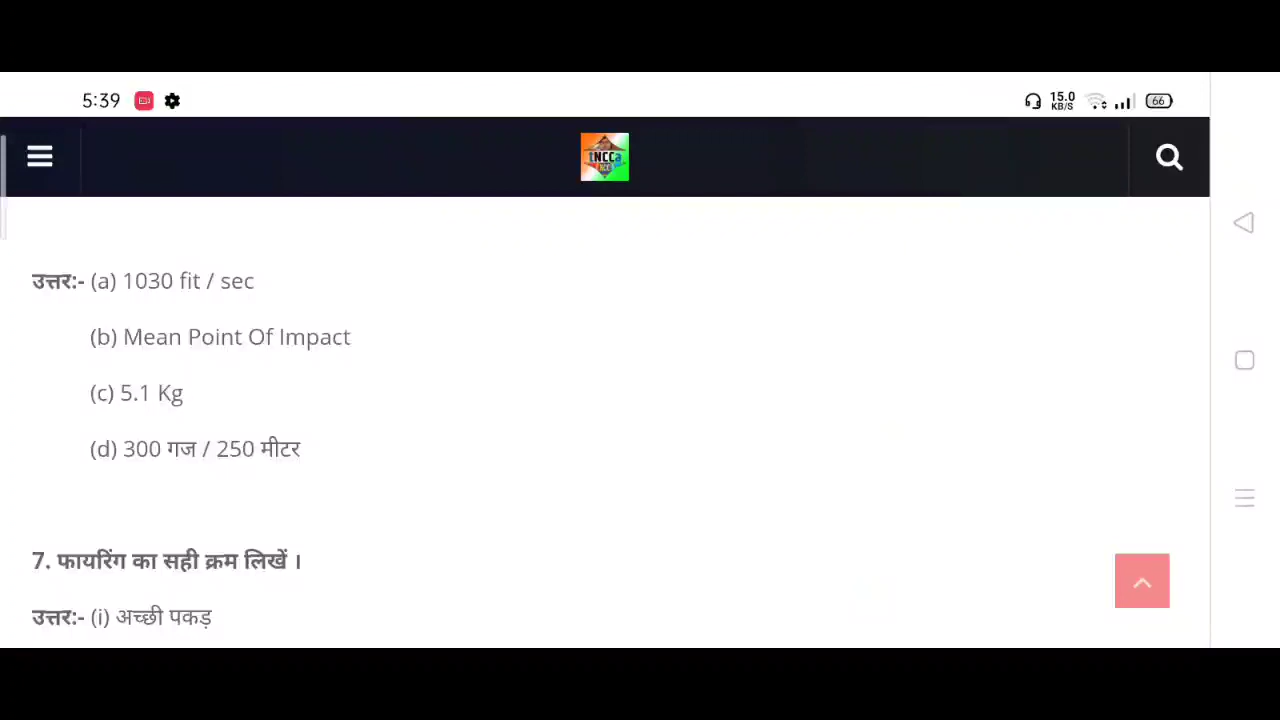 5:39
15.0
KB/S
66
tNCCa
उत्तर:- (a) 1030 fit / sec
(b) Mean Point Of Impact
(c) 5.1 Kg
(d) 300 गज / 250 मीटर
7. फायरिंग का सही क्रम लिखें ।
उत्तर:- (i) अच्छी पकड़